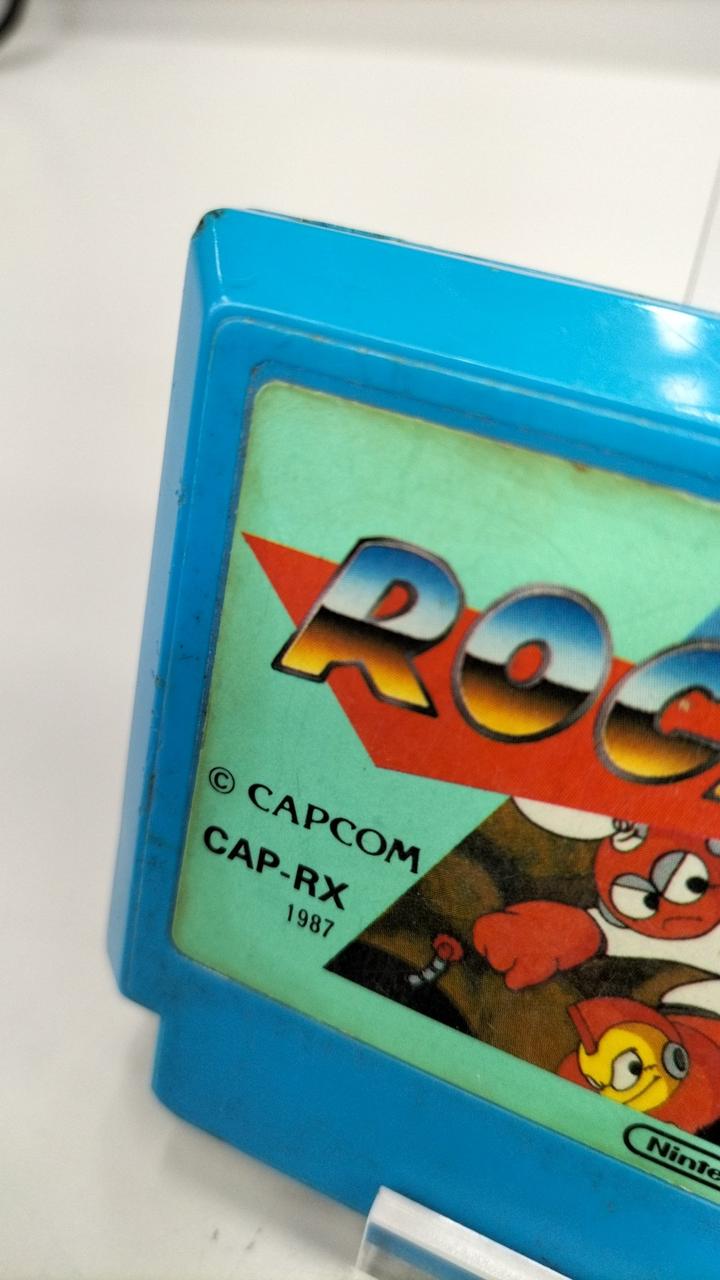 ROC
© CAPCOM
CAP-RX
1987
Ninte